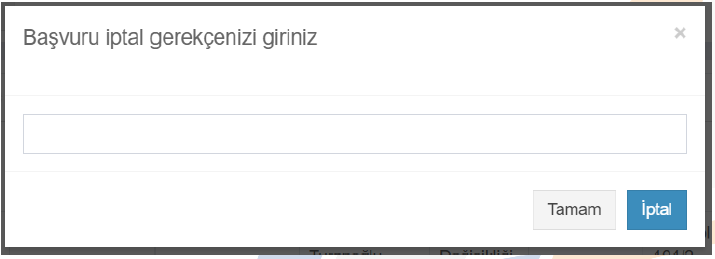 Başvuru iptal gerekçenizi giriniz
×
Tamam
İptal